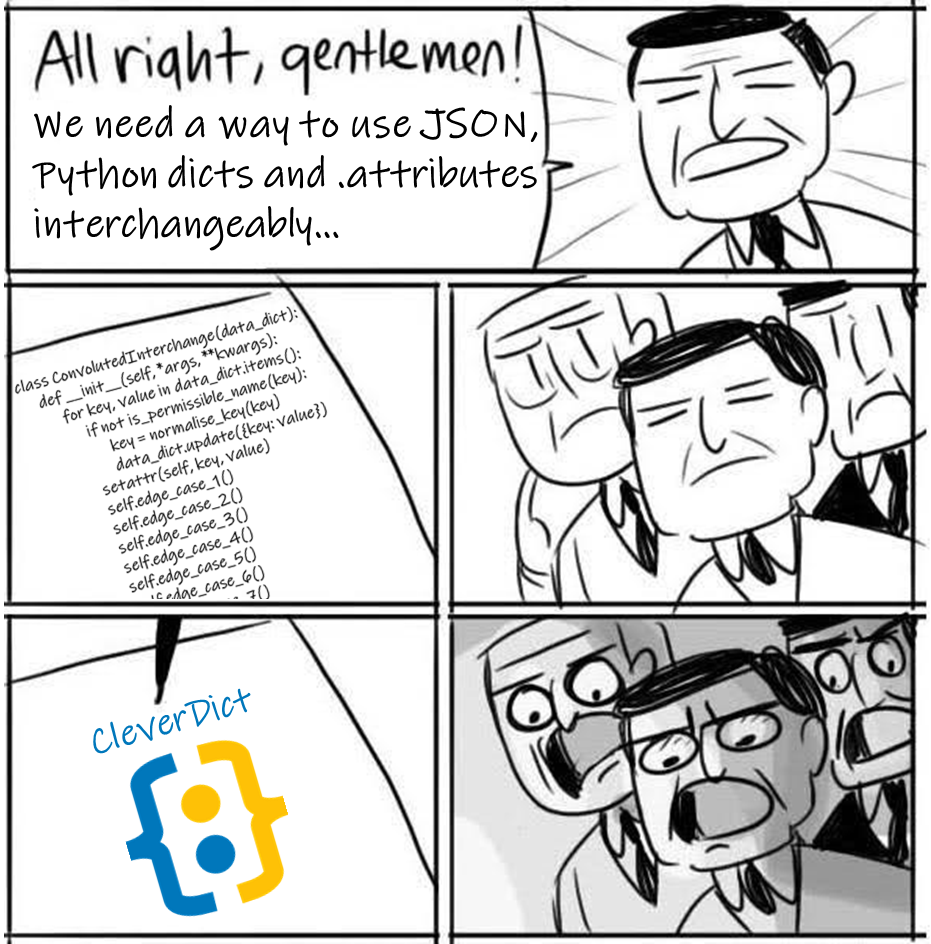 All right, gentlemen!
We need a way to use JSON,
Python dicts and .attributes
interchangeably...
class ConvolutedInterchange(data_dict):
def __init__(self,*args,**kwargs):
for key, value in data_dict.items():
if not is_permissible_name(key):
key = normalise_key(key)
data_dict.update({key: value})
setattr(self, key, value)
self.edge_case_1()
self.edge_case_2()
self.edge_case_3()
self.edge_case_4()
self.edge_case_5()
self.edge_case_6()
CleverDict